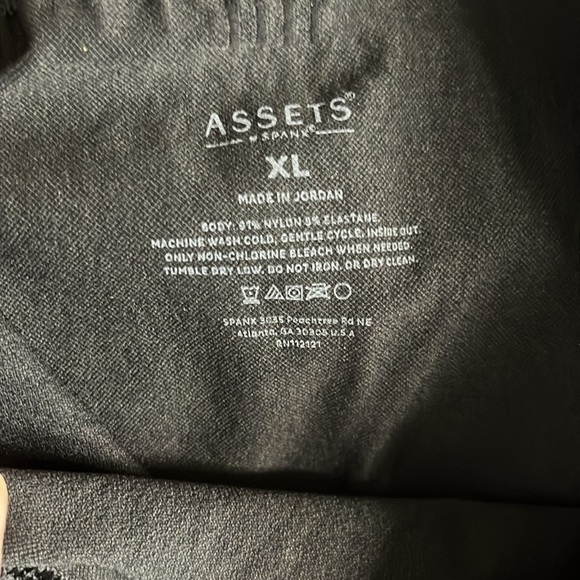 ASSETS®
BY SPANX®
XL
MADE IN JORDAN
BODY: 91% NYLON 9% ELASTANE.
MACHINE WASH COLD, GENTLE CYCLE, INSIDE OUT.
ONLY NON-CHLORINE BLEACH WHEN NEEDED.
TUMBLE DRY LOW. DO NOT IRON, OR DRY CLEAN.
SPANX 3035 Peachtree Rd NE
Atlanta, GA 30305 U.S.A
RN112121